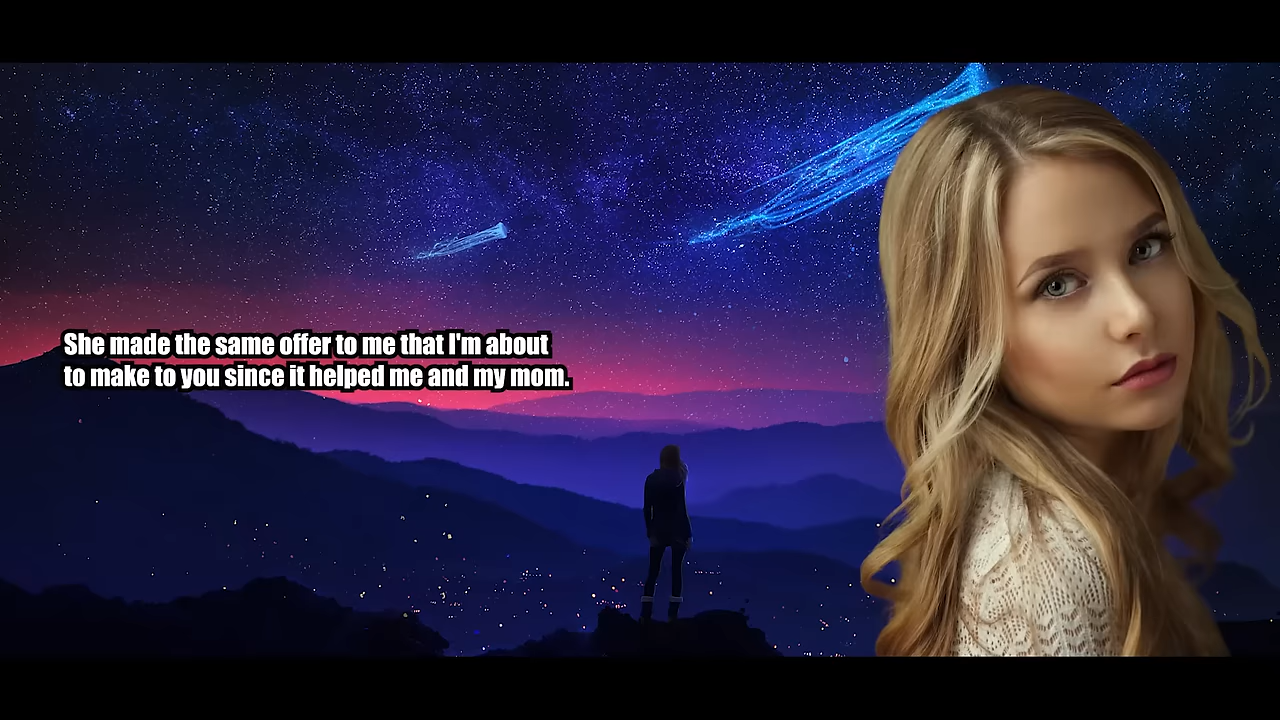 She made the same offer to me that I'm about
to make to you since it helped me and my mom.